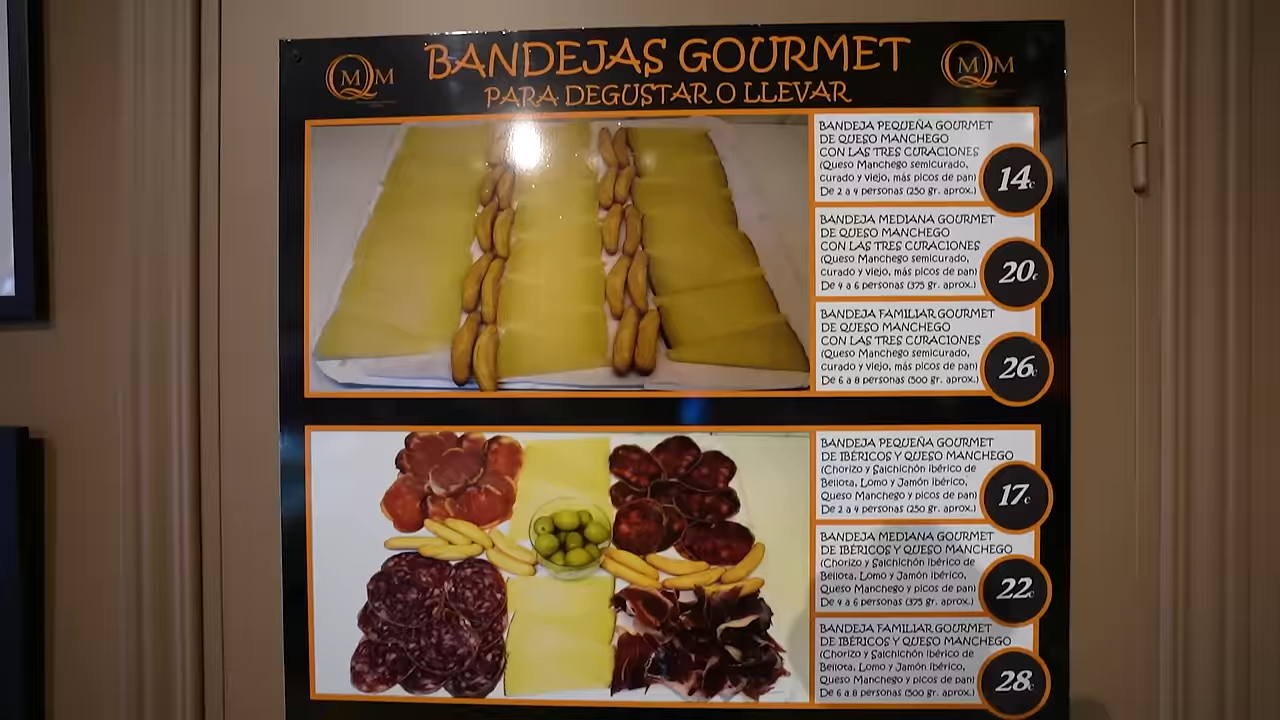 QMM
BANDEJAS GOURMET
QMM
PARA DEGUSTAR O LLEVAR
BANDEJA PEQUEÑA GOURMET
DE QUESO MANCHEGO
CON LAS TRES CURACIONES
(Queso Manchego semicurado,
curado y viejo, más picos de pan)
De 2 a 4 personas (250 gr. aprox.)
14€
BANDEJA MEDIANA GOURMET
DE QUESO MANCHEGO
CON LAS TRES CURACIONES
(Queso Manchego semicurado,
curado y viejo, más picos de pan)
De 4 a 6 personas (375 gr. aprox.)
20€
BANDEJA FAMILIAR GOURMET
DE QUESO MANCHEGO
CON LAS TRES CURACIONES
(Queso Manchego semicurado,
curado y viejo, más picos de pan)
De 6 a 8 personas (500 gr. aprox.)
26€
BANDEJA PEQUEÑA GOURMET
DE IBÉRICOS Y QUESO MANCHEGO
(Chorizo y Salchichón ibérico de
Bellota, Lomo y Jamón ibérico,
Queso Manchego y picos de pan)
De 2 a 4 personas (250 gr. aprox.)
17€
BANDEJA MEDIANA GOURMET
DE IBÉRICOS Y QUESO MANCHEGO
(Chorizo y Salchichón ibérico de
Bellota, Lomo y Jamón ibérico,
Queso Manchego y picos de pan)
De 4 a 6 personas (375 gr. aprox.)
22€
BANDEJA FAMILIAR GOURMET
DE IBÉRICOS Y QUESO MANCHEGO
(Chorizo y Salchichón ibérico de
Bellota, Lomo y Jamón ibérico,
Queso Manchego y picos de pan)
De 6 a 8 personas (500 gr. aprox.)
28€